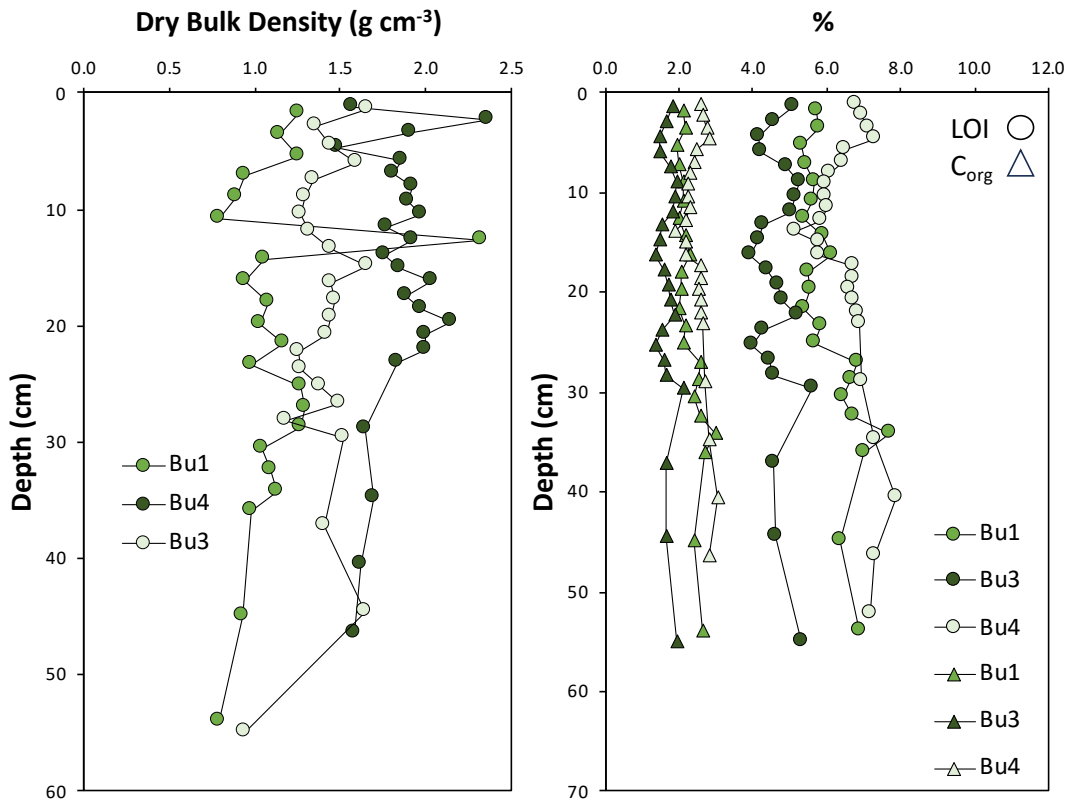 Dry Bulk Density (g cm⁻³)
0.0 0.5 1.0 1.5 2.0 2.5
0
10
20
30
40
50
60
Depth (cm)
Bu1
Bu4
Bu3
%
0.0 2.0 4.0 6.0 8.0 10.0 12.0
0
10
20
30
40
50
60
70
Depth (cm)
LOI
Corg
Bu1
Bu3
Bu4
Bu1
Bu3
Bu4